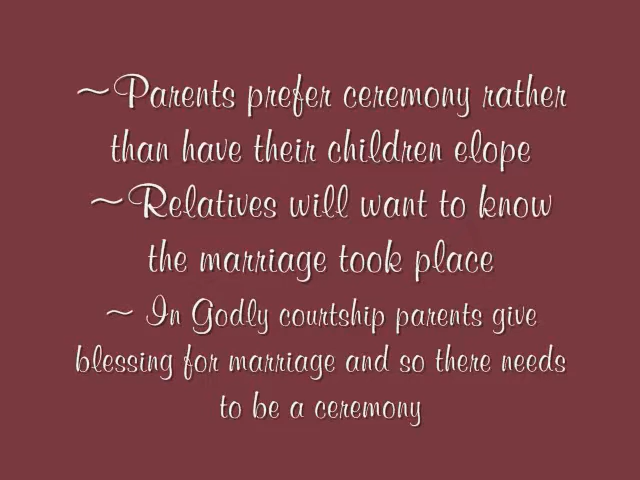 ~Parents prefer ceremony rather
than have their children elope
~Relatives will want to know
the marriage took place
~ In Godly courtship parents give
blessing for marriage and so there needs
to be a ceremony